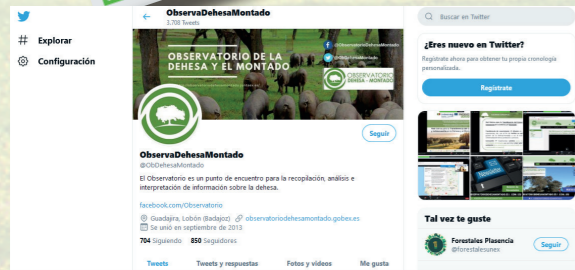 ObservaDehesaMontado
3.708 Tweets
Buscar en Twitter
Explorar
Configuración
OBSERVATORIO DE LA
DEHESA Y EL MONTADO
OBSERVATORIO
DEHESA - MONTADO
¿Eres nuevo en Twitter?
Regístrate ahora para obtener tu propia cronología
personalizada.
Regístrate
Seguir
ObservaDehesaMontado
@ObDehesaMontado
El Observatorio es un punto de encuentro para la recopilación, análisis e
interpretación de información sobre la dehesa.
facebook.com/Observatorio
Guadajira, Lobón (Badajoz) observatoriodehesamontado.gobex.es
Se unió en septiembre de 2013
704 Siguiendo 850 Seguidores
Tweets Tweets y respuestas Fotos y vídeos Me gusta
Tal vez te guste
Forestales Plasencia
@forestalesunex
Seguir